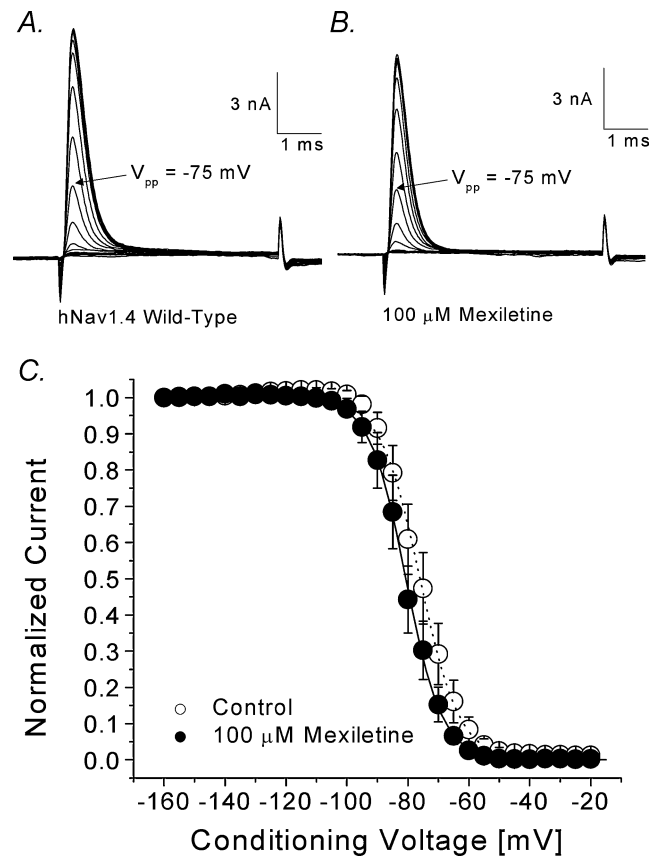 A.
3 nA
1 ms
Vpp = -75 mV
hNav1.4 Wild-Type
B.
3 nA
1 ms
Vpp = -75 mV
100 μM Mexiletine
C.
Normalized Current
1.0
0.9
0.8
0.7
0.6
0.5
0.4
0.3
0.2
0.1
0.0
Control
100 μM Mexiletine
-160 -140 -120 -100 -80 -60 -40 -20
Conditioning Voltage [mV]